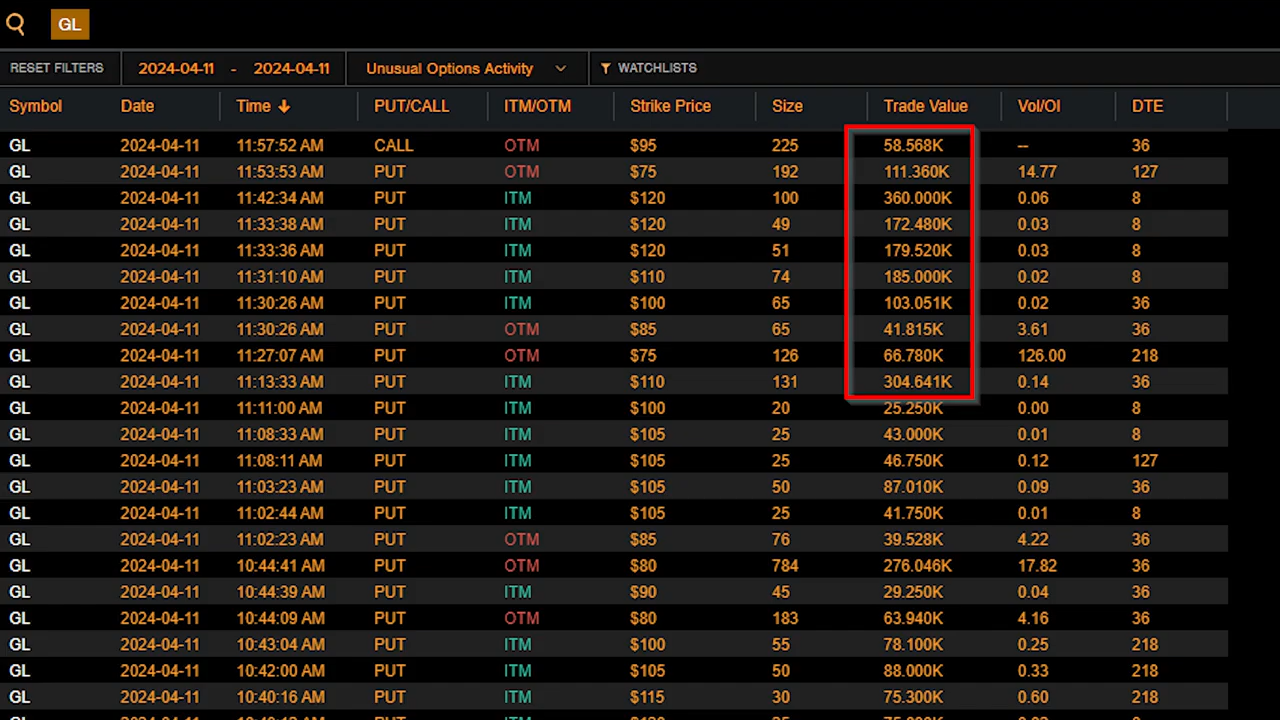 GL
RESET FILTERS 2024-04-11 - 2024-04-11 Unusual Options Activity WATCHLISTS
Symbol Date Time PUT/CALL ITM/OTM Strike Price Size Trade Value Vol/OI DTE
GL 2024-04-11 11:57:52 AM CALL OTM $95 225 58.568K -- 36
GL 2024-04-11 11:53:53 AM PUT OTM $75 192 111.360K 14.77 127
GL 2024-04-11 11:42:34 AM PUT ITM $120 100 360.000K 0.06 8
GL 2024-04-11 11:33:38 AM PUT ITM $120 49 172.480K 0.03 8
GL 2024-04-11 11:33:36 AM PUT ITM $120 51 179.520K 0.03 8
GL 2024-04-11 11:31:10 AM PUT ITM $110 74 185.000K 0.02 8
GL 2024-04-11 11:30:26 AM PUT ITM $100 65 103.051K 0.02 36
GL 2024-04-11 11:30:26 AM PUT OTM $85 65 41.815K 3.61 36
GL 2024-04-11 11:27:07 AM PUT OTM $75 126 66.780K 126.00 218
GL 2024-04-11 11:13:33 AM PUT ITM $110 131 304.641K 0.14 36
GL 2024-04-11 11:11:00 AM PUT ITM $100 20 25.250K 0.00 8
GL 2024-04-11 11:08:33 AM PUT ITM $105 25 43.000K 0.01 8
GL 2024-04-11 11:08:11 AM PUT ITM $105 25 46.750K 0.12 127
GL 2024-04-11 11:03:23 AM PUT ITM $105 50 87.010K 0.09 36
GL 2024-04-11 11:02:44 AM PUT ITM $105 25 41.750K 0.01 8
GL 2024-04-11 11:02:23 AM PUT OTM $85 76 39.528K 4.22 36
GL 2024-04-11 10:44:41 AM PUT OTM $80 784 276.046K 17.82 36
GL 2024-04-11 10:44:39 AM PUT ITM $90 45 29.250K 0.04 36
GL 2024-04-11 10:44:09 AM PUT OTM $80 183 63.940K 4.16 36
GL 2024-04-11 10:43:04 AM PUT ITM $100 55 78.100K 0.25 218
GL 2024-04-11 10:42:00 AM PUT ITM $105 50 88.000K 0.33 218
GL 2024-04-11 10:40:16 AM PUT ITM $115 30 75.300K 0.60 218